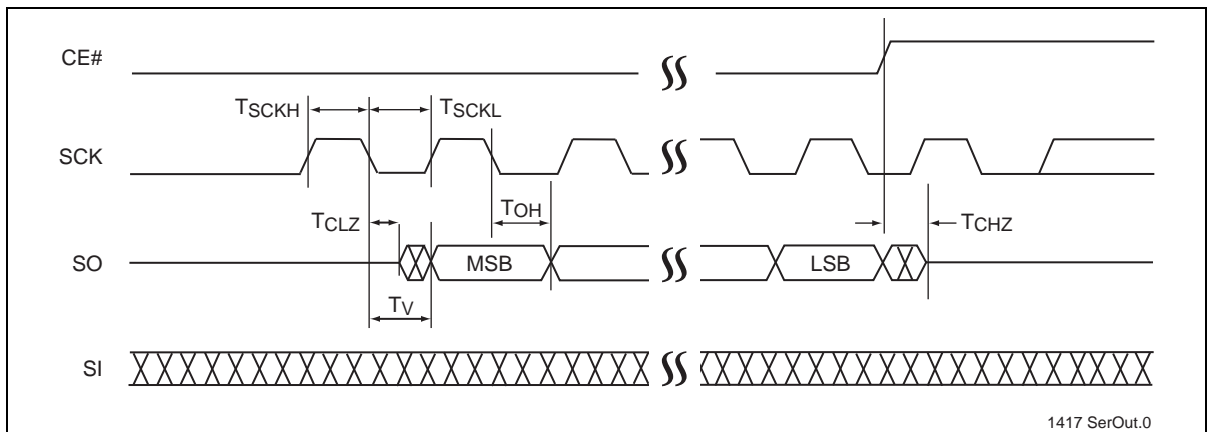 CE#
TSCKH
TSCKL
SCK
TOH
TCLZ
TCHZ
SO
MSB
LSB
TV
SI
1417 SerOut.0